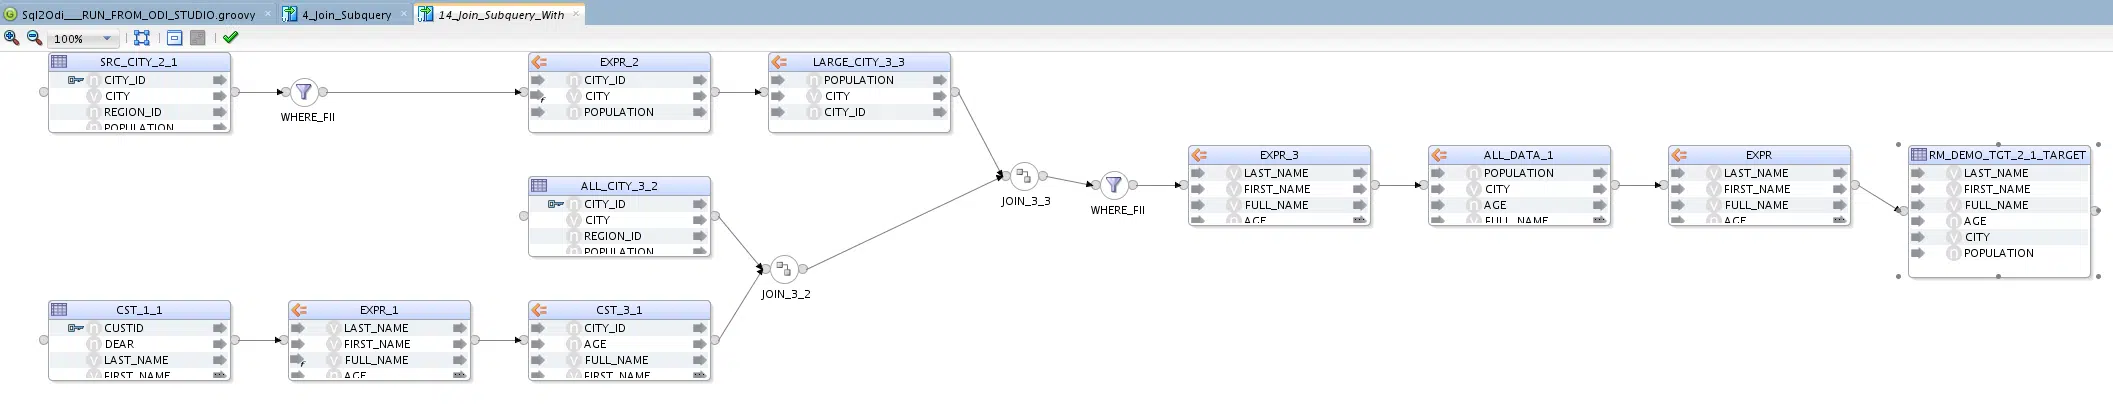 Sql2Odi___RUN_FROM_ODI_STUDIO.groovy
4_Join_Subquery
14_Join_Subquery_With
100%
SRC_CITY_2_1
CITY_ID
CITY
REGION_ID
POPULATION
WHERE_FII
EXPR_2
CITY_ID
CITY
POPULATION
LARGE_CITY_3_3
POPULATION
CITY
CITY_ID
ALL_CITY_3_2
CITY_ID
CITY
REGION_ID
POPULATION
JOIN_3_2
CST_1_1
CUSTID
DEAR
LAST_NAME
FIRST_NAME
EXPR_1
LAST_NAME
FIRST_NAME
FULL_NAME
AGE
CST_3_1
CITY_ID
AGE
FULL_NAME
FIRST_NAME
JOIN_3_3
WHERE_FII
EXPR_3
LAST_NAME
FIRST_NAME
FULL_NAME
AGE
ALL_DATA_1
POPULATION
CITY
AGE
FULL_NAME
EXPR
LAST_NAME
FIRST_NAME
FULL_NAME
AGE
RM_DEMO_TGT_2_1_TARGET
LAST_NAME
FIRST_NAME
FULL_NAME
AGE
CITY
POPULATION